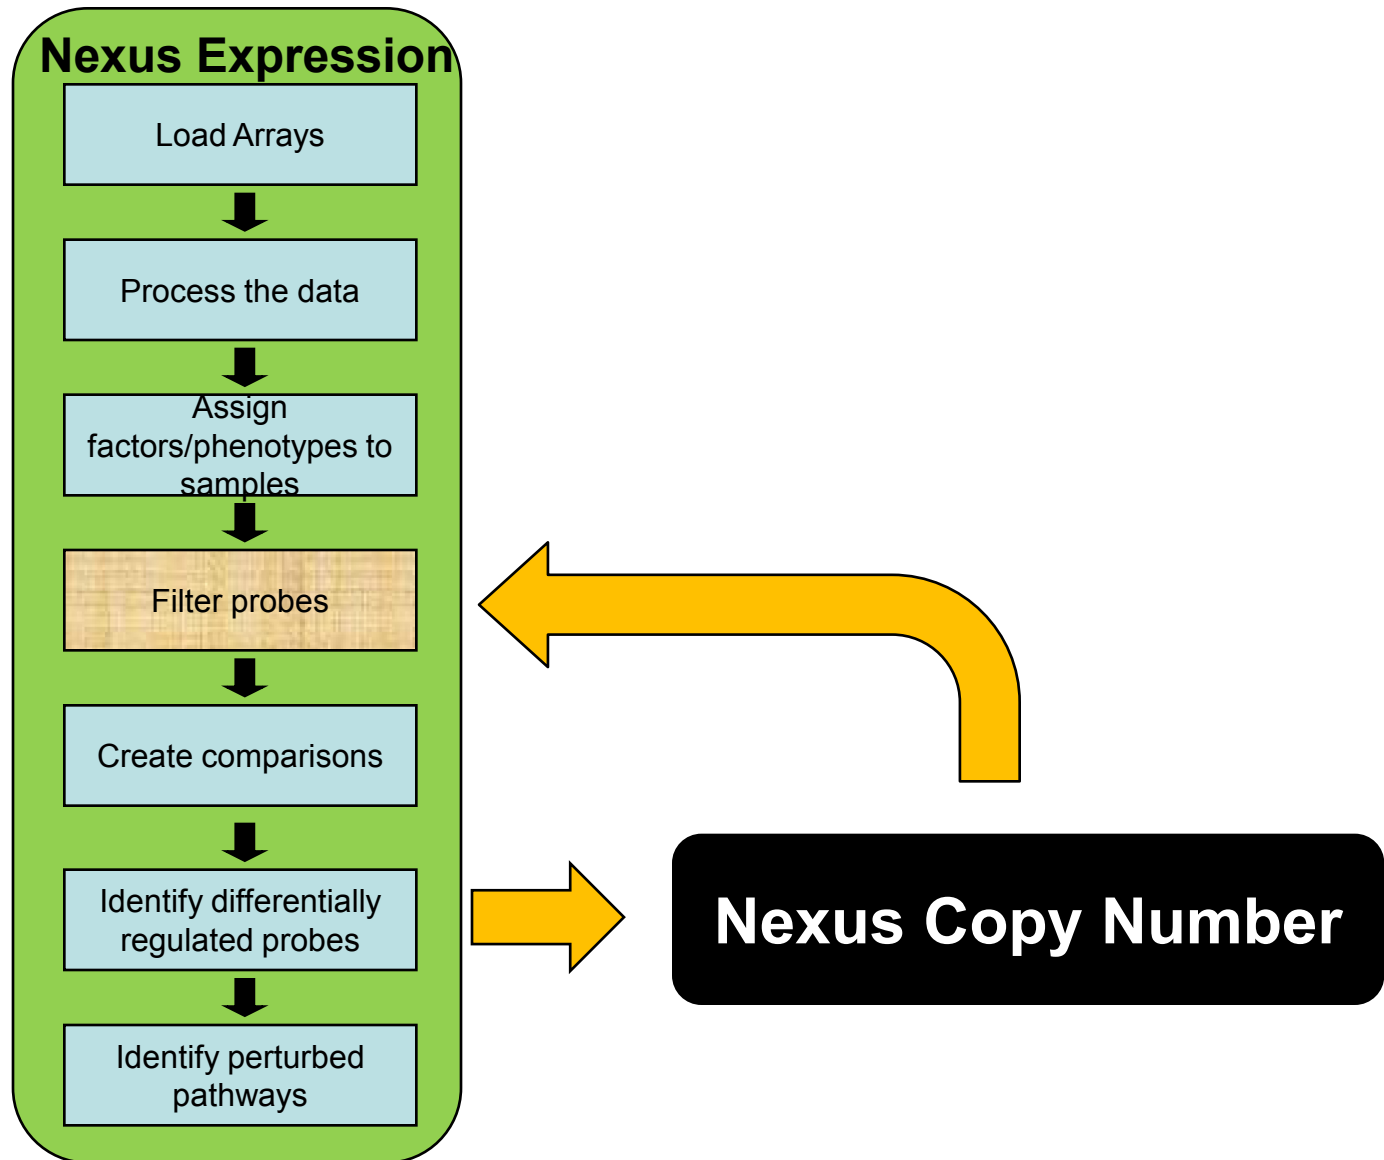 Nexus Expression
Load Arrays
Process the data
Assign
factors/phenotypes to
samples
Filter probes
Create comparisons
Identify differentially
regulated probes
Identify perturbed
pathways
Nexus Copy Number